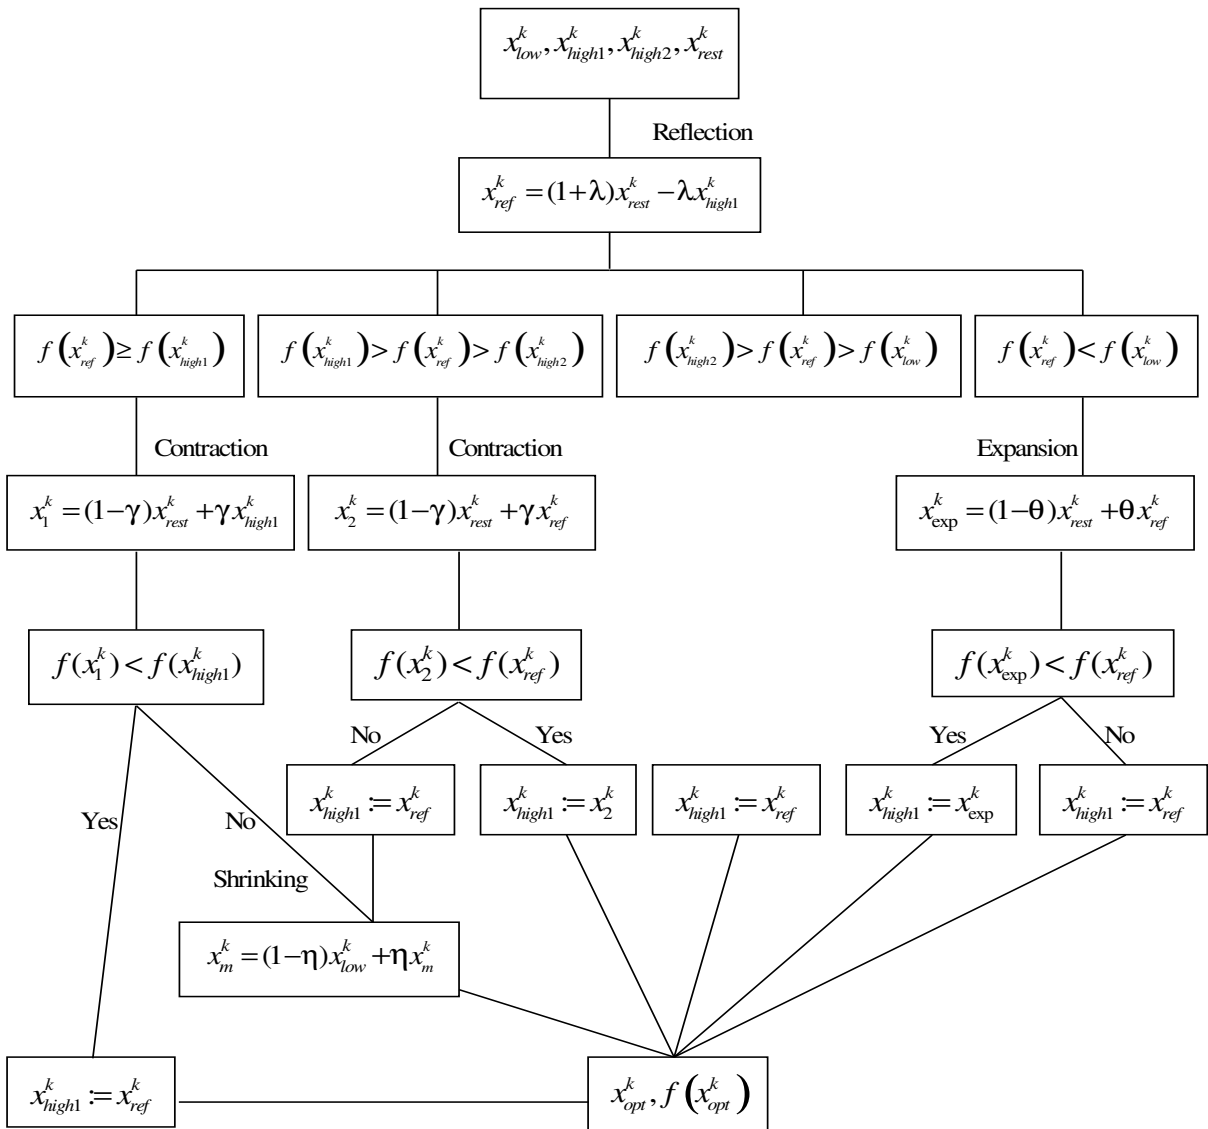 x^k_low, x^k_high1, x^k_high2, x^k_rest
Reflection
x^k_ref = (1+λ)x^k_rest − λx^k_high1
f(x^k_ref) ≥ f(x^k_high1)
f(x^k_high1) > f(x^k_ref) > f(x^k_high2)
f(x^k_high2) > f(x^k_ref) > f(x^k_low)
f(x^k_ref) < f(x^k_low)
Contraction
Contraction
Expansion
x^k_1 = (1−γ)x^k_rest + γx^k_high1
x^k_2 = (1−γ)x^k_rest + γx^k_ref
x^k_exp = (1−θ)x^k_rest + θx^k_ref
f(x^k_1) < f(x^k_high1)
f(x^k_2) < f(x^k_ref)
f(x^k_exp) < f(x^k_ref)
No
Yes
Yes
No
x^k_high1 := x^k_ref
x^k_high1 := x^k_2
x^k_high1 := x^k_ref
x^k_high1 := x^k_exp
x^k_high1 := x^k_ref
Yes
No
Shrinking
x^k_m = (1−η)x^k_low + ηx^k_m
x^k_high1 := x^k_ref
x^k_opt, f(x^k_opt)